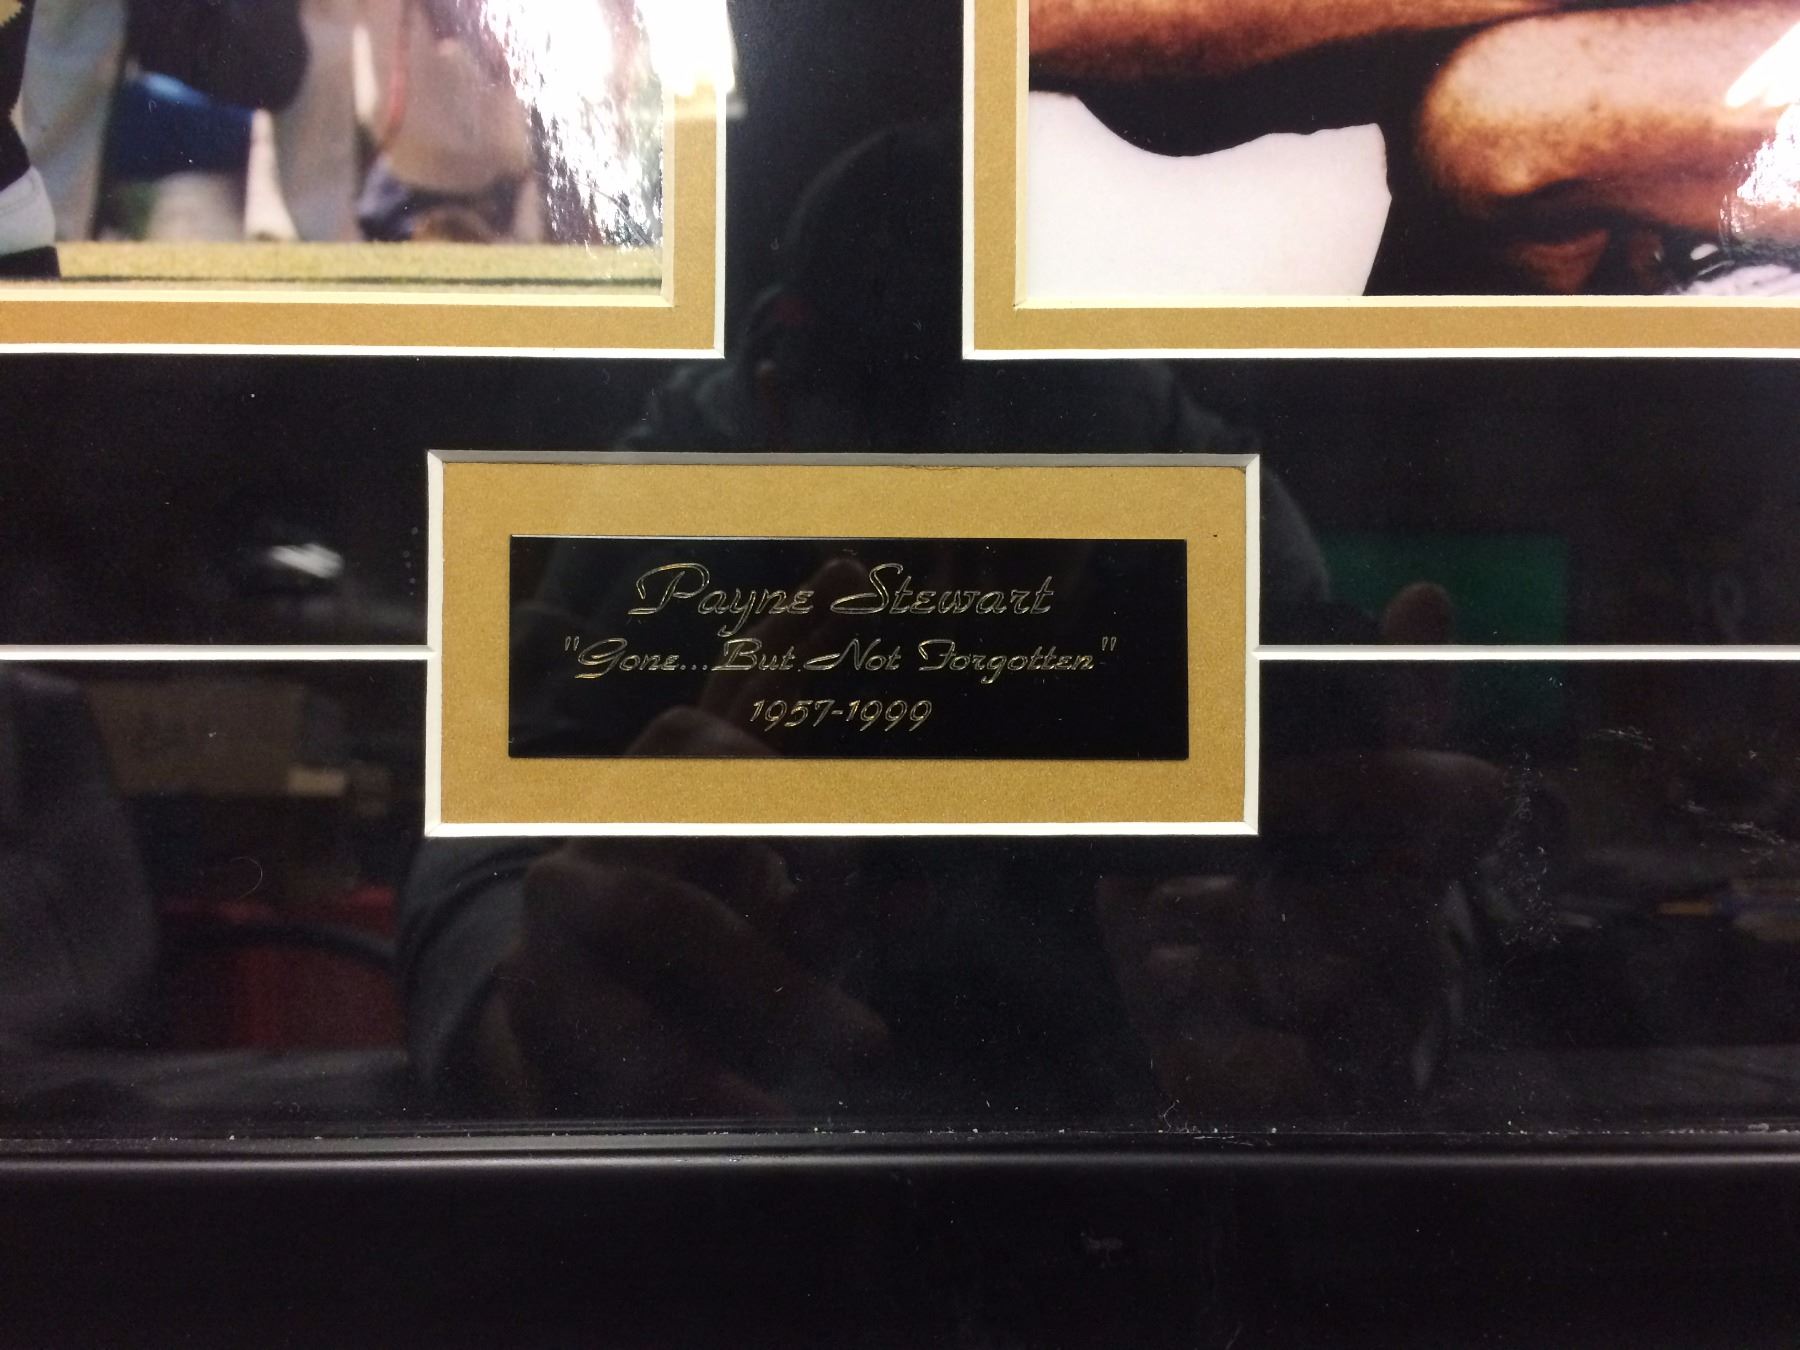 Payne Stewart
"Gone...But Not Forgotten"
1957-1999